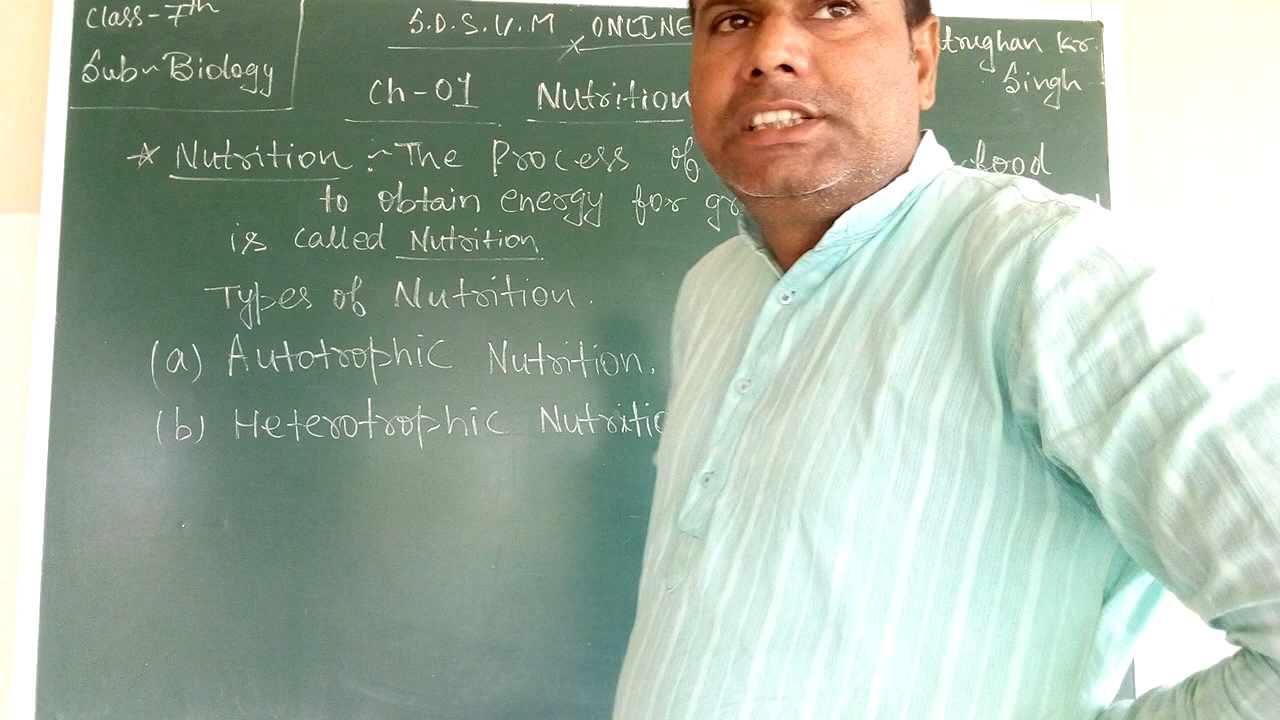 Class - 7th
S.D.S.V.M ONLINE
Kr.
Sub~ Biology
Singh
Ch-01 Nutrition
* Nutrition :- The Process of food
to obtain energy for
is called Nutrition
Types of Nutrition.
(a) Autotrophic Nutrition.
(b) Heterotrophic